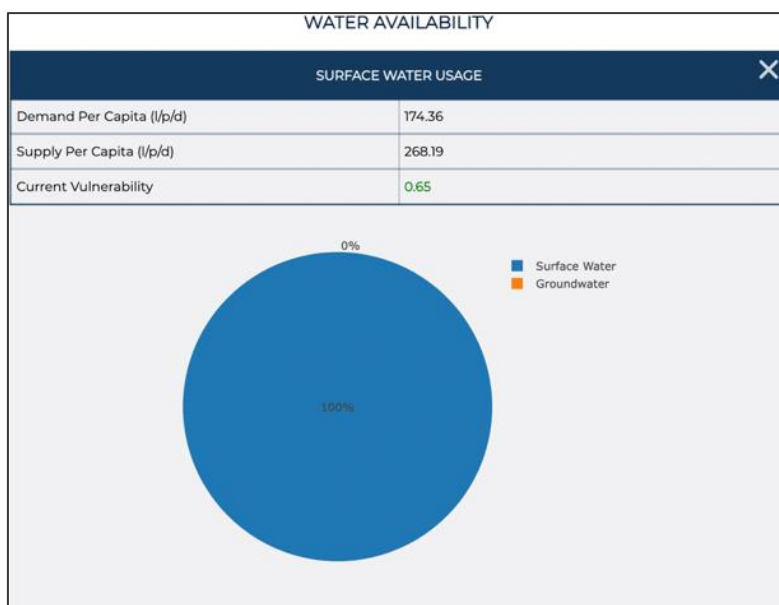 WATER AVAILABILITY
SURFACE WATER USAGE
Demand Per Capita (l/p/d) 174.36
Supply Per Capita (l/p/d) 268.19
Current Vulnerability 0.65
0%
Surface Water
Groundwater
100%